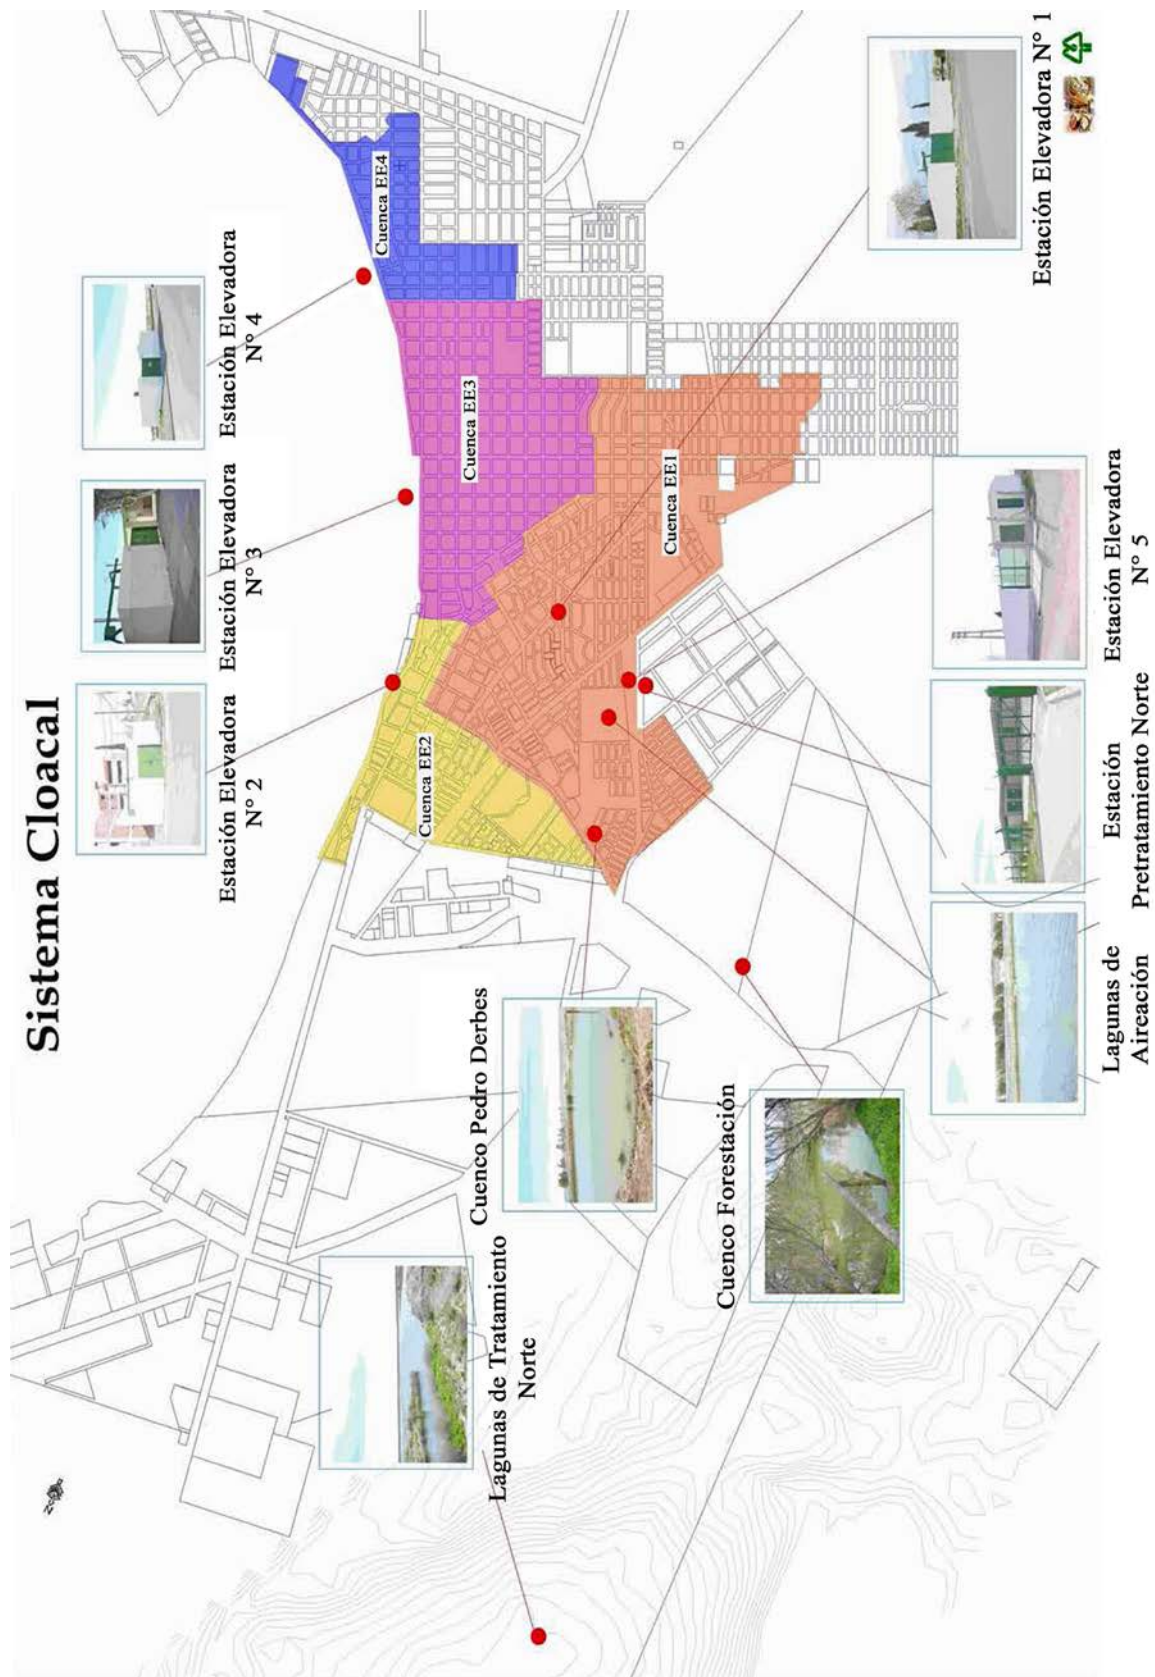 Sistema Cloacal
Estación Elevadora
N° 2
Estación Elevadora
N° 3
Estación Elevadora
N° 4
Cuenca EE2
Cuenca EE3
Cuenca EE4
Cuenca EE1
Lagunas de Tratamiento
Norte
Cuenco Pedro Derbes
Cuenco Forestación
Lagunas de
Aireación
Estación
Pretratamiento Norte
Estación Elevadora
N° 5
Estación Elevadora N° 1